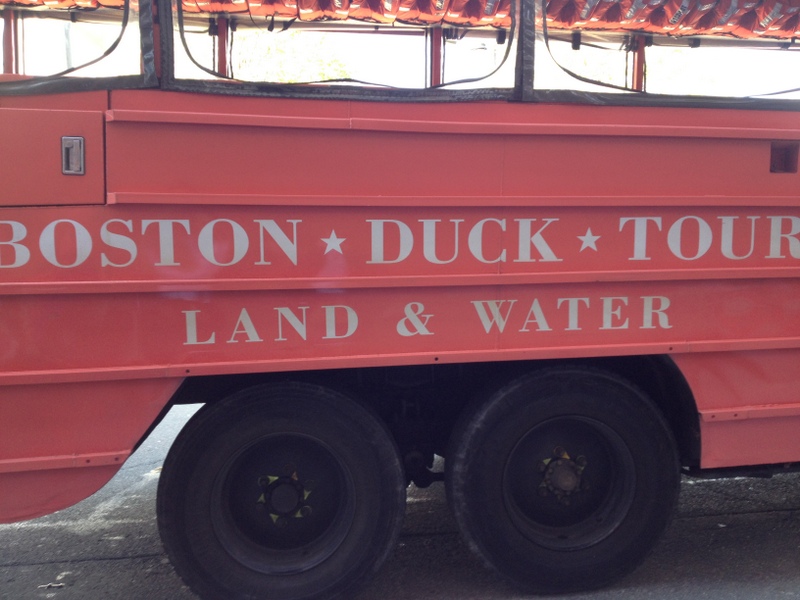 BOSTON ★ DUCK ★ TOUR
LAND & WATER